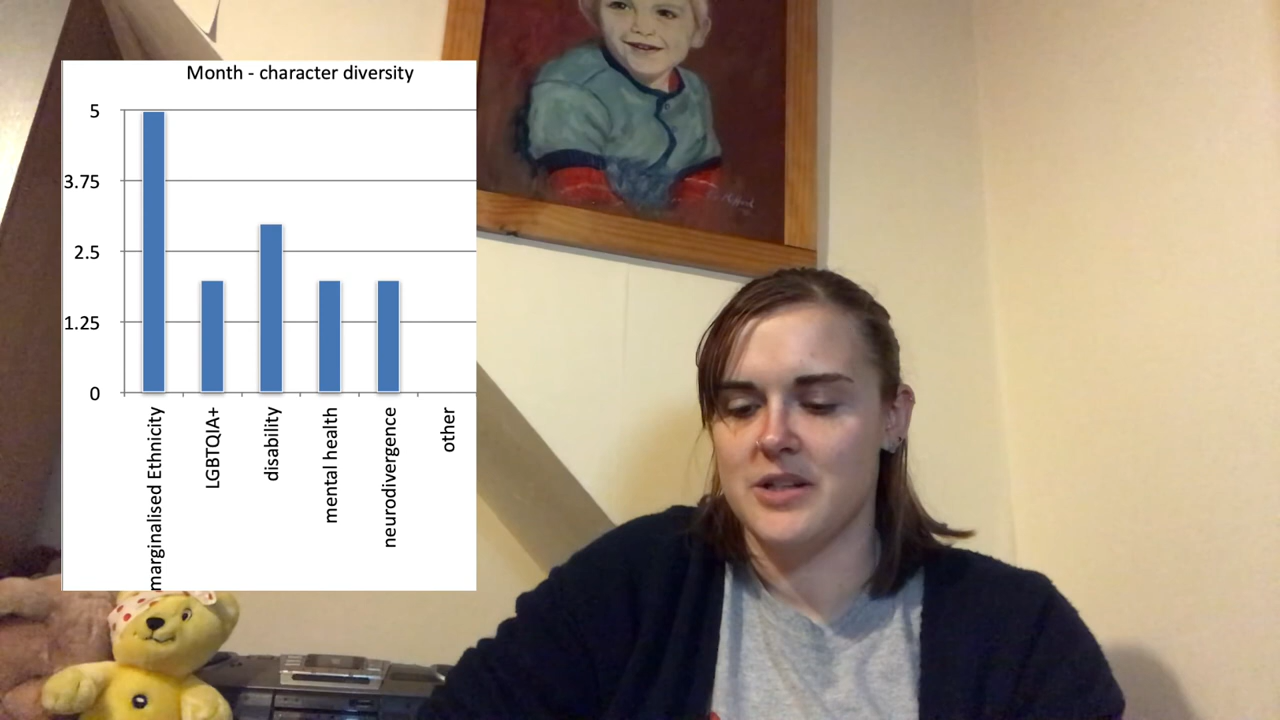 Month - character diversity
5
3.75
2.5
1.25
0
marginalised Ethnicity
LGBTQIA+
disability
mental health
neurodivergence
other